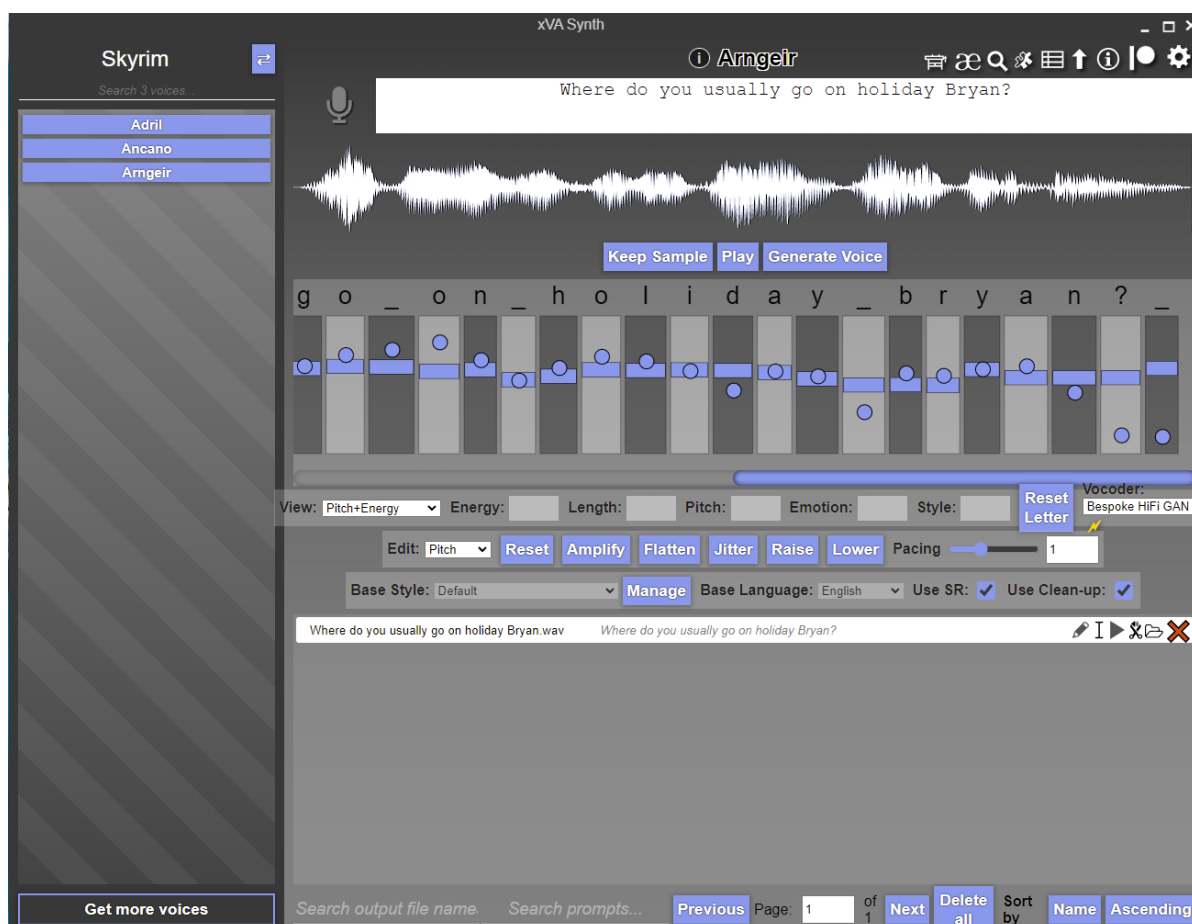 xVA Synth
Skyrim
Search 3 voices...
Adril
Ancano
Arngeir
Get more voices
i Arngeir
æ
Where do you usually go on holiday Bryan?
Keep Sample Play Generate Voice
g o _ o n _ h o l i d a y _ b r y a n ? _
View: Pitch+Energy Energy: Length: Pitch: Emotion: Style: Reset Letter Vocoder: Bespoke HiFi GAN
Edit: Pitch Reset Amplify Flatten Jitter Raise Lower Pacing 1
Base Style: Default Manage Base Language: English Use SR: Use Clean-up:
Where do you usually go on holiday Bryan.wav Where do you usually go on holiday Bryan?
Search output file name. Search prompts... Previous Page: 1 of 1 Next Delete all Sort by Name Ascending